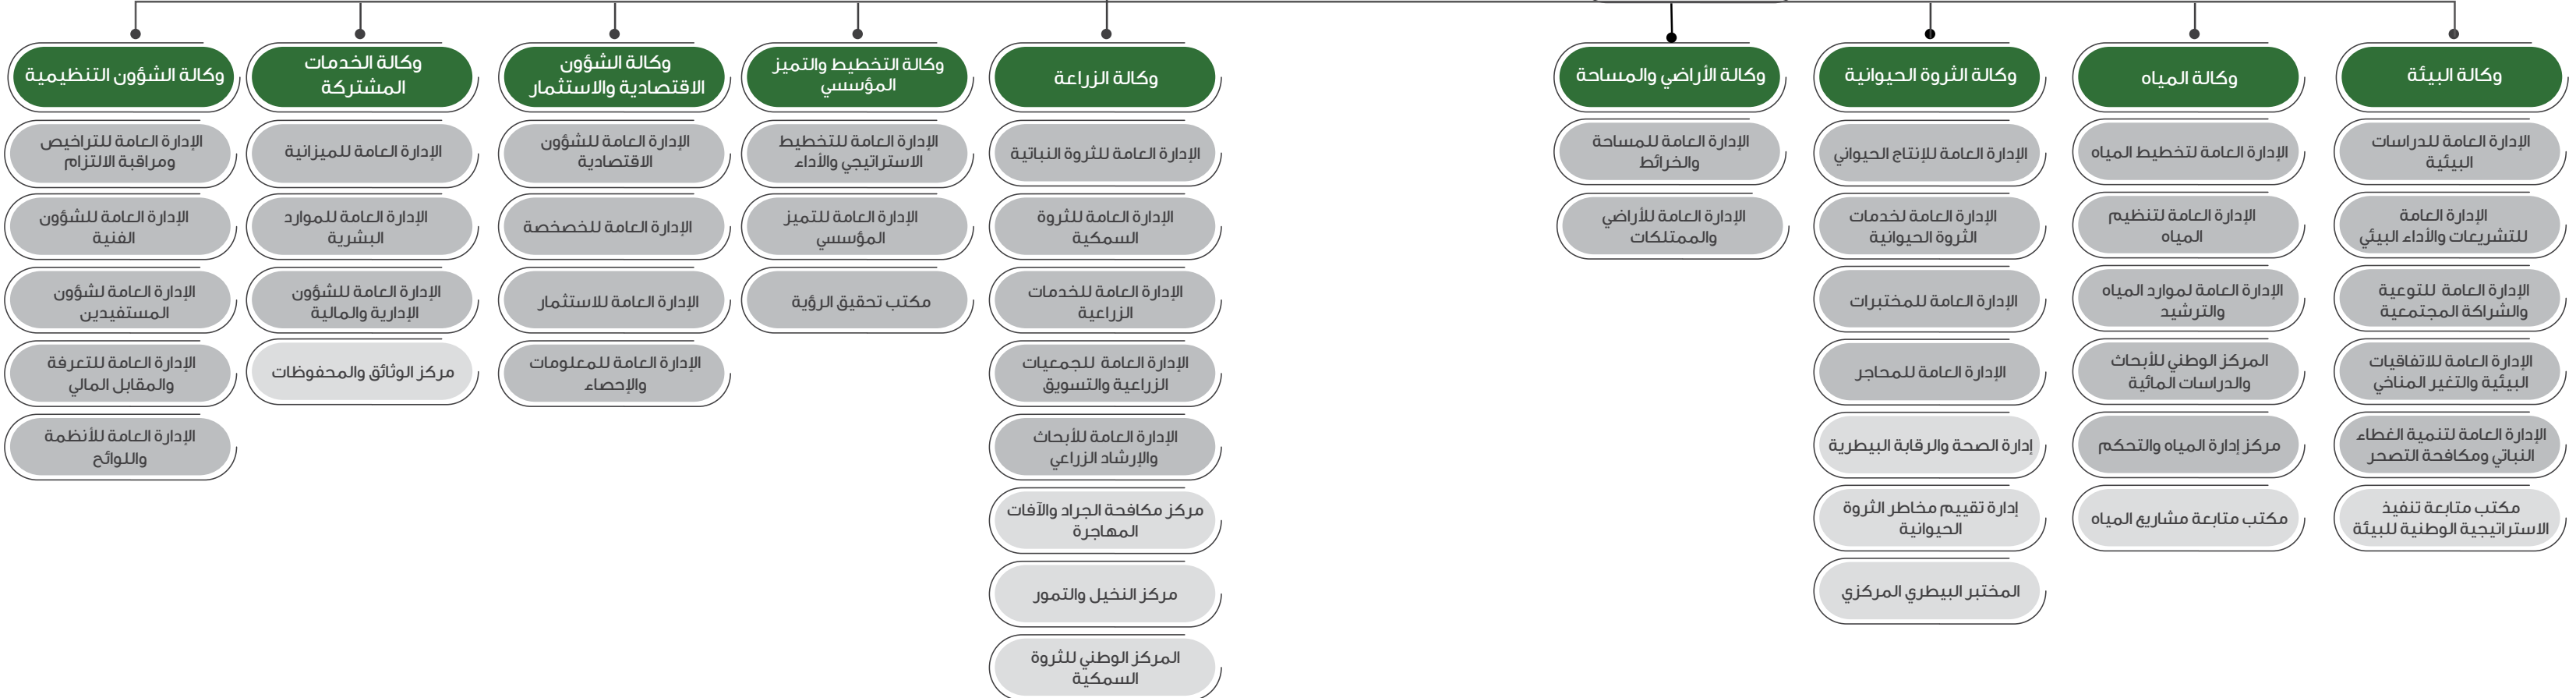 وكالة البيئة
الإدارة العامة للدراسات
البيئية
الإدارة العامة
للتشريعات والأداء البيئي
الإدارة العامة للتوعية
والشراكة المجتمعية
الإدارة العامة للاتفاقيات
البيئية والتغير المناخي
الإدارة العامة لتنمية الغطاء
النباتي ومكافحة التصحر
مكتب متابعة تنفيذ
الاستراتيجية الوطنية للبيئة
وكالة المياه
الإدارة العامة لتخطيط المياه
الإدارة العامة لتنظيم
المياه
الإدارة العامة لموارد المياه
والترشيد
المركز الوطني للأبحاث
والدراسات المائية
مركز إدارة المياه والتحكم
مكتب متابعة مشاريع المياه
وكالة الثروة الحيوانية
الإدارة العامة للإنتاج الحيواني
الإدارة العامة لخدمات
الثروة الحيوانية
الإدارة العامة للمختبرات
الإدارة العامة للمحاجر
إدارة الصحة والرقابة البيطرية
إدارة تقييم مخاطر الثروة
الحيوانية
المختبر البيطري المركزي
وكالة الأراضي والمساحة
الإدارة العامة للمساحة
والخرائط
الإدارة العامة للأراضي
والممتلكات
وكالة الزراعة
الإدارة العامة للثروة النباتية
الإدارة العامة للثروة
السمكية
الإدارة العامة للخدمات
الزراعية
الإدارة العامة للجمعيات
الزراعية والتسويق
الإدارة العامة للأبحاث
والإرشاد الزراعي
مركز مكافحة الجراد والآفات
المهاجرة
مركز النخيل والتمور
المركز الوطني للثروة
السمكية
وكالة التخطيط والتميز
المؤسسي
الإدارة العامة للتخطيط
الاستراتيجي والأداء
الإدارة العامة للتميز
المؤسسي
مكتب تحقيق الرؤية
وكالة الشؤون
الاقتصادية والاستثمار
الإدارة العامة للشؤون
الاقتصادية
الإدارة العامة للخصخصة
الإدارة العامة للاستثمار
الإدارة العامة للمعلومات
والإحصاء
وكالة الخدمات
المشتركة
الإدارة العامة للميزانية
الإدارة العامة للموارد
البشرية
الإدارة العامة للشؤون
الإدارية والمالية
مركز الوثائق والمحفوظات
وكالة الشؤون التنظيمية
الإدارة العامة للتراخيص
ومراقبة الالتزام
الإدارة العامة للشؤون
الفنية
الإدارة العامة لشؤون
المستفيدين
الإدارة العامة للتعرفة
والمقابل المالي
الإدارة العامة للأنظمة
واللوائح